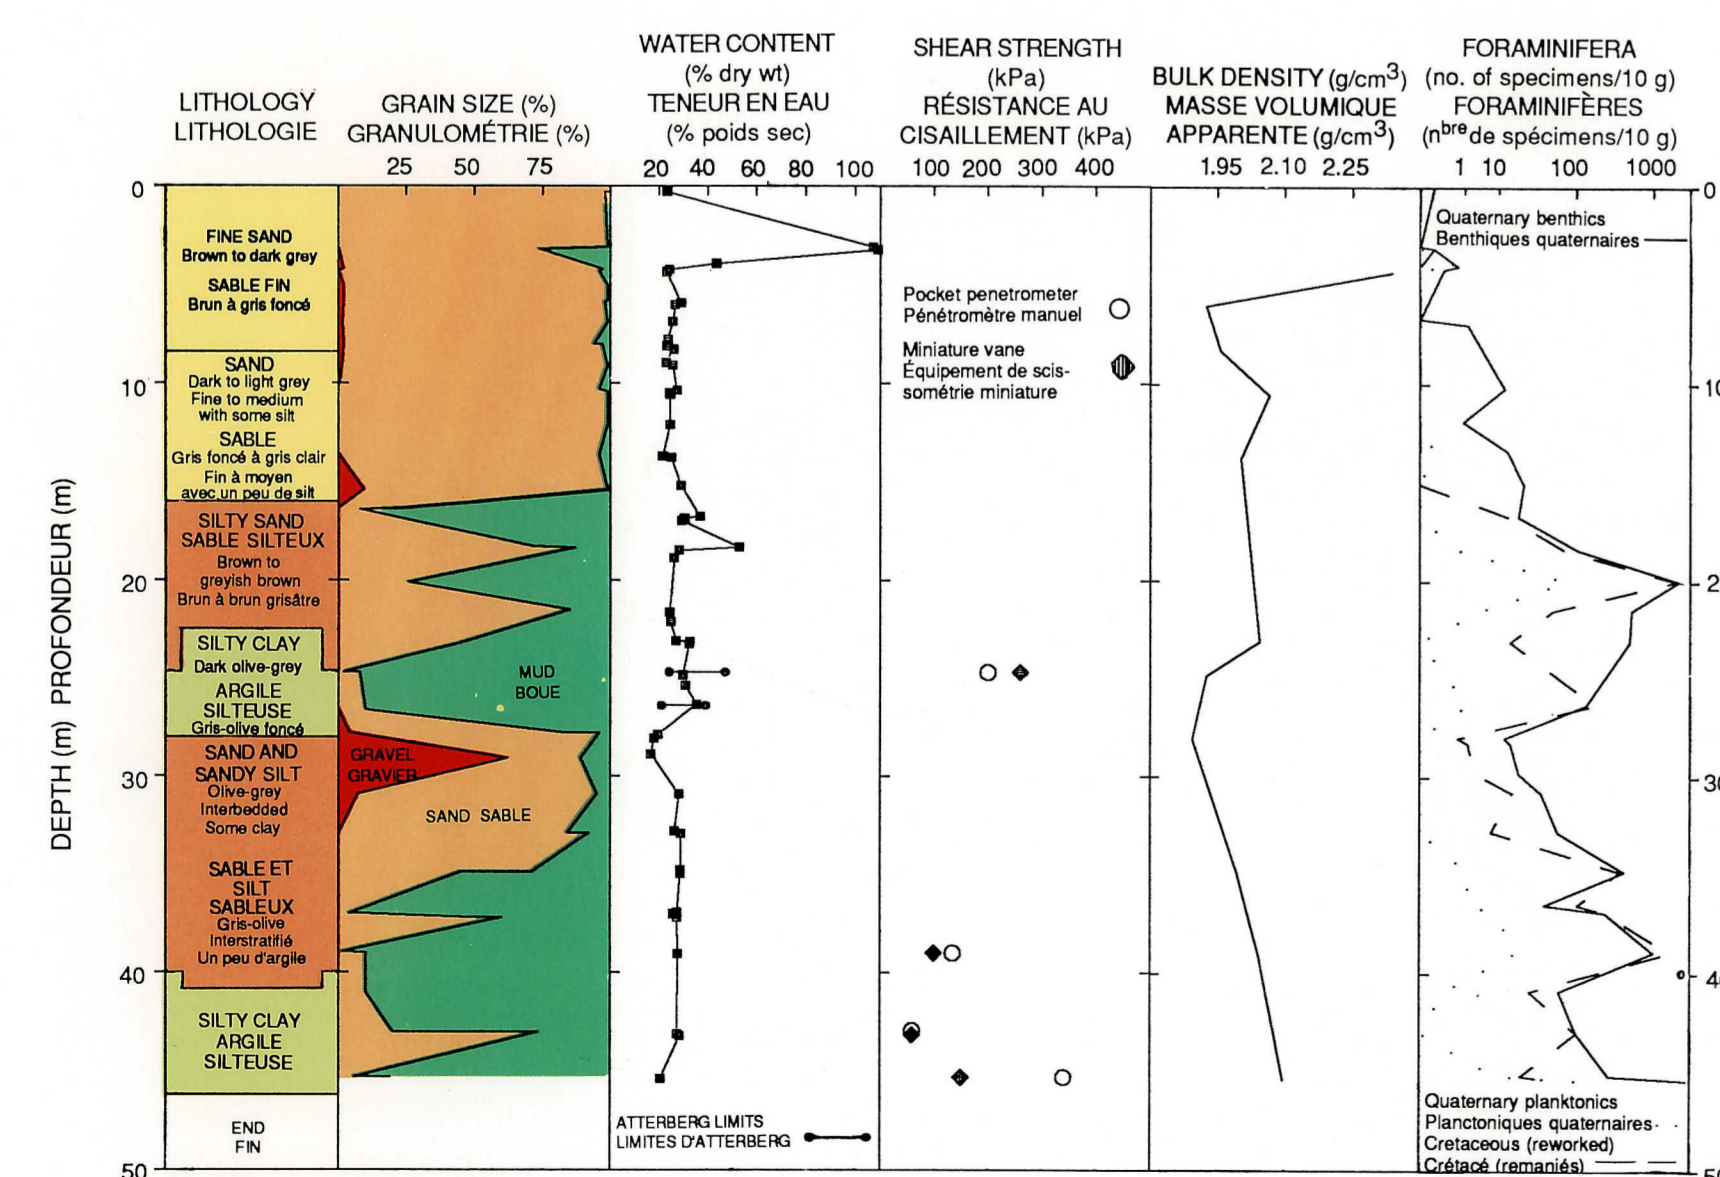 LITHOLOGY
LITHOLOGIE
GRAIN SIZE (%)
GRANULOMÉTRIE (%)
25 50 75
WATER CONTENT
(% dry wt)
TENEUR EN EAU
(% poids sec)
20 40 60 80 100
SHEAR STRENGTH
(kPa)
RÉSISTANCE AU
CISAILLEMENT (kPa)
100 200 300 400
BULK DENSITY (g/cm3)
MASSE VOLUMIQUE
APPARENTE (g/cm3)
1.95 2.10 2.25
FORAMINIFERA
(no. of specimens/10 g)
FORAMINIFÈRES
(nbre de spécimens/10 g)
1 10 100 1000
DEPTH (m) PROFONDEUR (m)
0
10
20
30
40
50
FINE SAND
Brown to dark grey
SABLE FIN
Brun à gris foncé
SAND
Dark to light grey
Fine to medium
with some silt
SABLE
Gris foncé à gris clair
Fin à moyen
avec un peu de silt
SILTY SAND
SABLE SILTEUX
Brown to
greyish brown
Brun à brun grisâtre
SILTY CLAY
Dark olive-grey
ARGILE
SILTEUSE
Gris-olive foncé
SAND AND
SANDY SILT
Olive-grey
Interbedded
Some clay
SABLE ET
SILT
SABLEUX
Gris-olive
Interstratifié
Un peu d'argile
SILTY CLAY
ARGILE
SILTEUSE
END
FIN
MUD
BOUE
GRAVEL
GRAVIER
SAND SABLE
ATTERBERG LIMITS
LIMITES D'ATTERBERG
Pocket penetrometer
Pénétromètre manuel
Miniature vane
Équipement de scis-
sométrie miniature
Quaternary benthics
Benthiques quaternaires
Quaternary planktonics
Planctoniques quaternaires
Cretaceous (reworked)
Crétacé (remaniés)
0